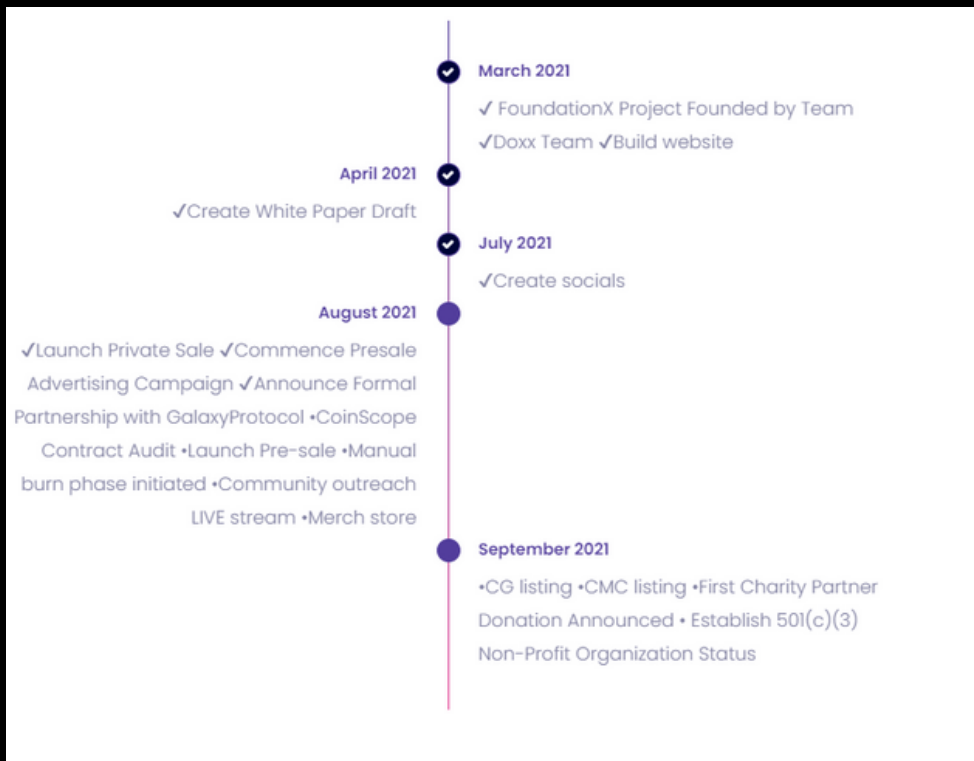 March 2021
✓ FoundationX Project Founded by Team
✓Doxx Team ✓Build website
April 2021
✓Create White Paper Draft
July 2021
✓Create socials
August 2021
✓Launch Private Sale ✓Commence Presale
Advertising Campaign ✓Announce Formal
Partnership with GalaxyProtocol •CoinScope
Contract Audit •Launch Pre-sale •Manual
burn phase initiated •Community outreach
LIVE stream •Merch store
September 2021
•CG listing •CMC listing •First Charity Partner
Donation Announced • Establish 501(c)(3)
Non-Profit Organization Status